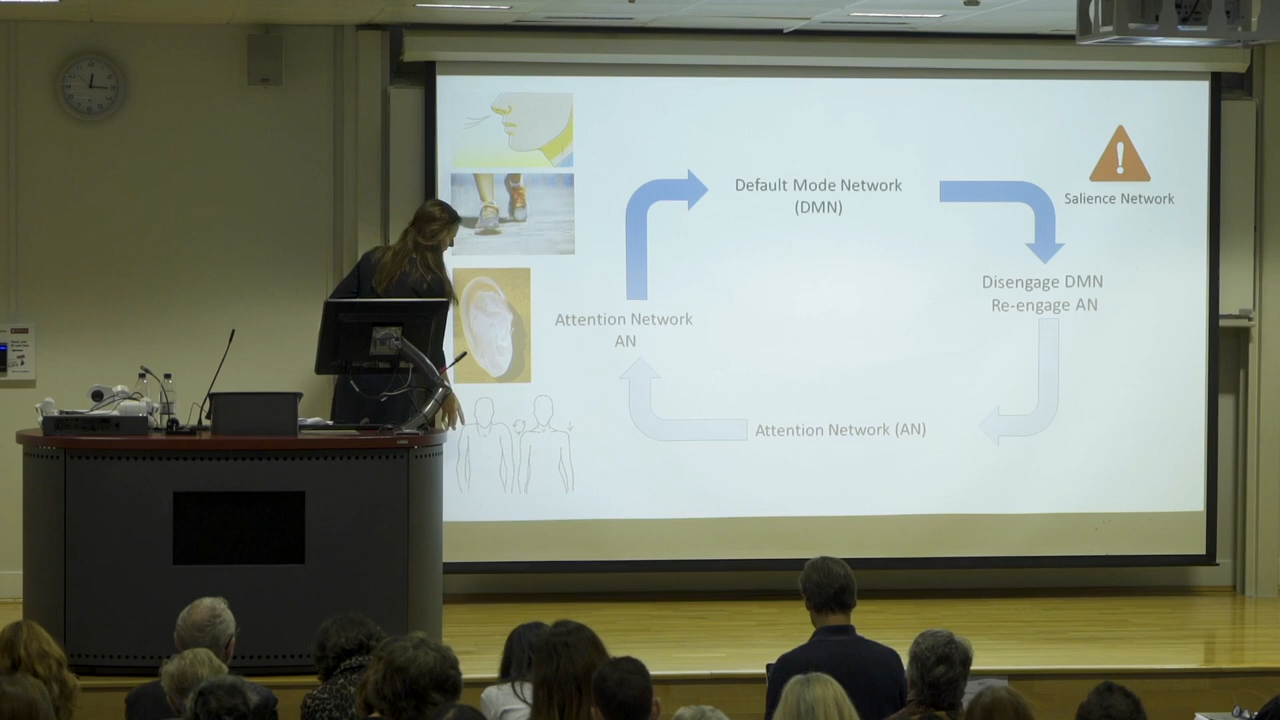 Default Mode Network
(DMN)
Salience Network
Disengage DMN
Re-engage AN
Attention Network
AN
Attention Network (AN)